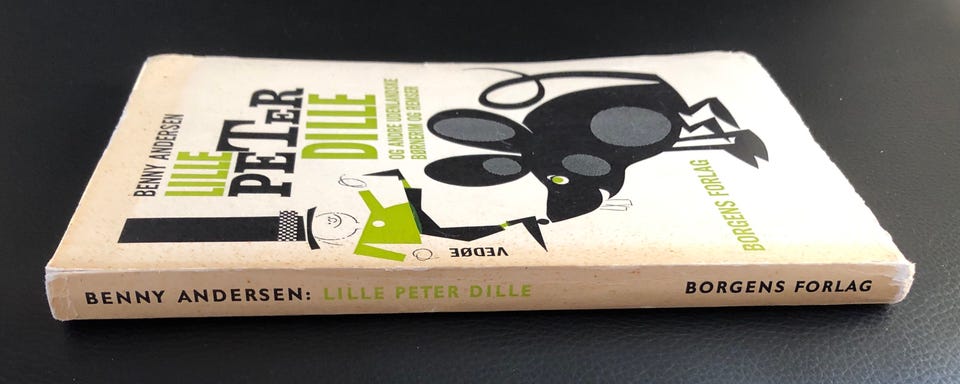 BENNY ANDERSEN
LILLE
PETER
DILLE
OG ANDRE UDENLANDSKE
BØRNERIM OG REMSER
VEDØE
BORGENS FORLAG
BENNY ANDERSEN: LILLE PETER DILLE
BORGENS FORLAG